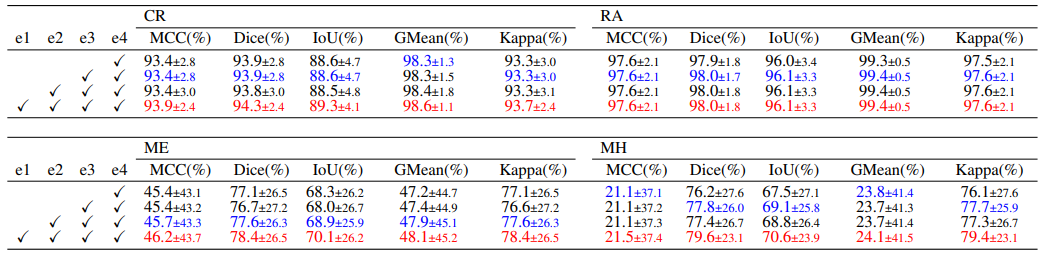 CR RA
e1 e2 e3 e4 MCC(%) Dice(%) IoU(%) GMean(%) Kappa(%) MCC(%) Dice(%) IoU(%) GMean(%) Kappa(%)
✓ 93.4±2.8 93.9±2.8 88.6±4.7 98.3±1.3 93.3±3.0 97.6±2.1 97.9±1.8 96.0±3.4 99.3±0.5 97.5±2.1
✓ ✓ 93.4±2.8 93.9±2.8 88.6±4.7 98.3±1.5 93.3±3.0 97.6±2.1 98.0±1.7 96.1±3.3 99.4±0.5 97.6±2.1
✓ ✓ ✓ 93.4±3.0 93.8±3.0 88.5±4.8 98.4±1.8 93.3±3.1 97.6±2.1 98.0±1.8 96.1±3.3 99.4±0.5 97.6±2.1
✓ ✓ ✓ ✓ 93.9±2.4 94.3±2.4 89.3±4.1 98.6±1.1 93.7±2.4 97.6±2.1 98.0±1.8 96.1±3.3 99.4±0.5 97.6±2.1
ME MH
e1 e2 e3 e4 MCC(%) Dice(%) IoU(%) GMean(%) Kappa(%) MCC(%) Dice(%) IoU(%) GMean(%) Kappa(%)
✓ 45.4±43.1 77.1±26.5 68.3±26.2 47.2±44.7 77.1±26.5 21.1±37.1 76.2±27.6 67.5±27.1 23.8±41.4 76.1±27.6
✓ ✓ 45.4±43.2 76.7±27.2 68.0±26.7 47.4±44.9 76.6±27.2 21.1±37.2 77.8±26.0 69.1±25.8 23.7±41.3 77.7±25.9
✓ ✓ ✓ 45.7±43.3 77.6±26.3 68.9±25.9 47.9±45.1 77.6±26.3 21.1±37.3 77.4±26.7 68.8±26.4 23.7±41.4 77.3±26.7
✓ ✓ ✓ ✓ 46.2±43.7 78.4±26.5 70.1±26.2 48.1±45.2 78.4±26.5 21.5±37.4 79.6±23.1 70.6±23.9 24.1±41.5 79.4±23.1